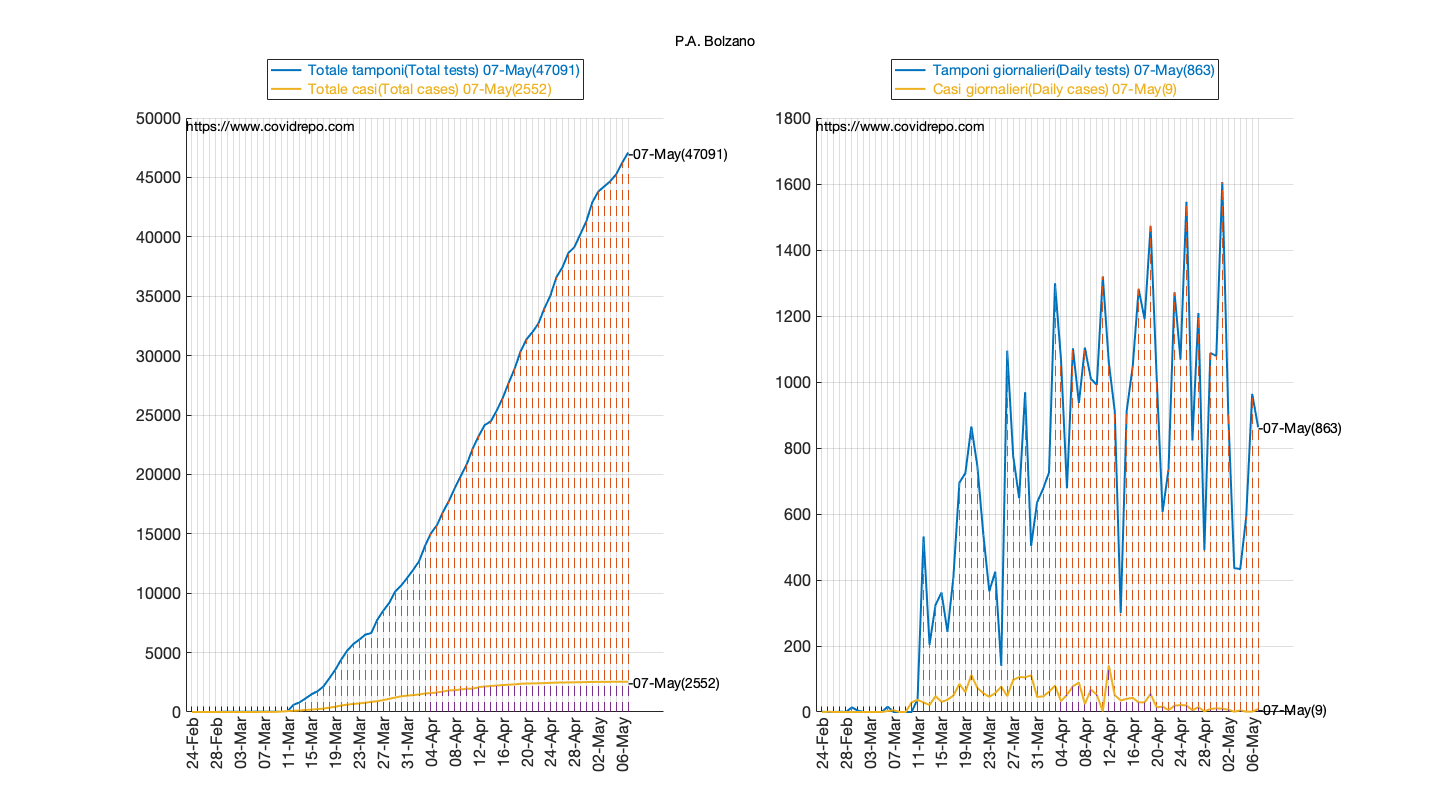 P.A. Bolzano
Totale tamponi(Total tests) 07-May(47091)
Totale casi(Total cases) 07-May(2552)
50000
https://www.covidrepo.com
45000
40000
35000
30000
25000
20000
15000
10000
5000
0
-07-May(47091)
-07-May(2552)
24-Feb
28-Feb
03-Mar
07-Mar
11-Mar
15-Mar
19-Mar
23-Mar
27-Mar
31-Mar
04-Apr
08-Apr
12-Apr
16-Apr
20-Apr
24-Apr
28-Apr
02-May
06-May
Tamponi giornalieri(Daily tests) 07-May(863)
Casi giornalieri(Daily cases) 07-May(9)
1800
https://www.covidrepo.com
1600
1400
1200
1000
800
600
400
200
0
-07-May(863)
-07-May(9)
24-Feb
28-Feb
03-Mar
07-Mar
11-Mar
15-Mar
19-Mar
23-Mar
27-Mar
31-Mar
04-Apr
08-Apr
12-Apr
16-Apr
20-Apr
24-Apr
28-Apr
02-May
06-May